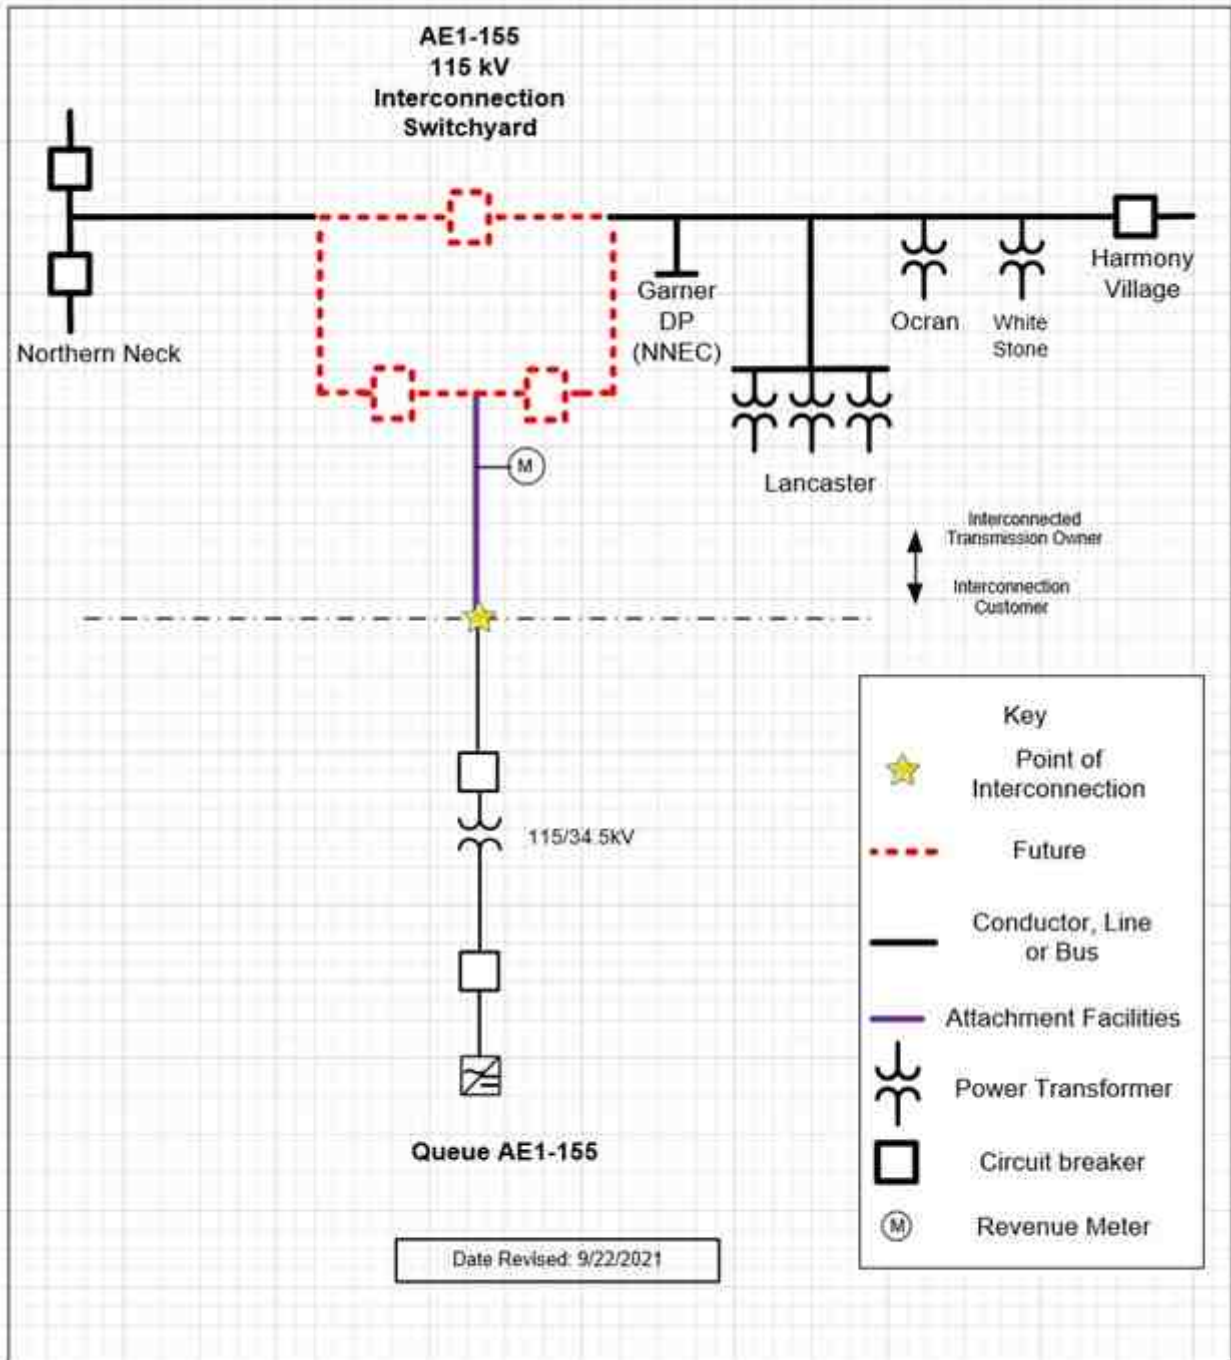 AE1-155
115 kV
Interconnection
Switchyard
Northern Neck
Garner
DP
(NNEC)
Lancaster
Ocran
White
Stone
Harmony
Village
M
Interconnected
Transmission Owner
Interconnection
Customer
115/34.5kV
Queue AE1-155
Date Revised: 9/22/2021
Key
Point of
Interconnection
Future
Conductor, Line
or Bus
Attachment Facilities
Power Transformer
Circuit breaker
M
Revenue Meter